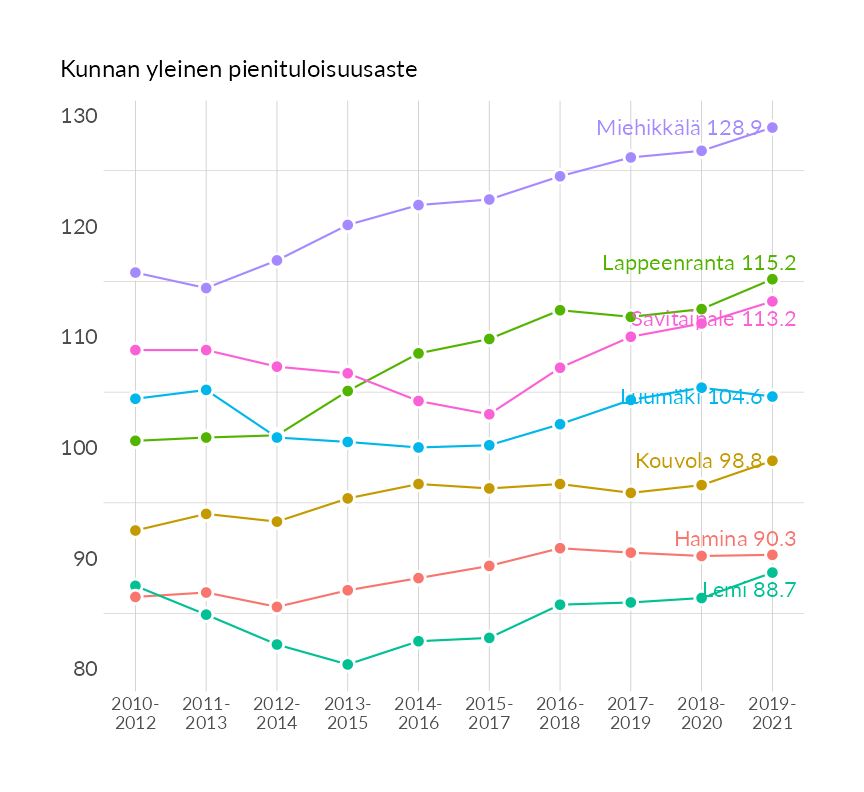 Kunnan yleinen pienituloisuusaste
130
Miehikkälä 128.9
120
Lappeenranta 115.2
Savitaipale 113.2
110
Luumäki 104.6
100
Kouvola 98.8
90
Hamina 90.3
Lemi 88.7
80
2010- 2011- 2012- 2013- 2014- 2015- 2016- 2017- 2018- 2019-
2012 2013 2014 2015 2016 2017 2018 2019 2020 2021